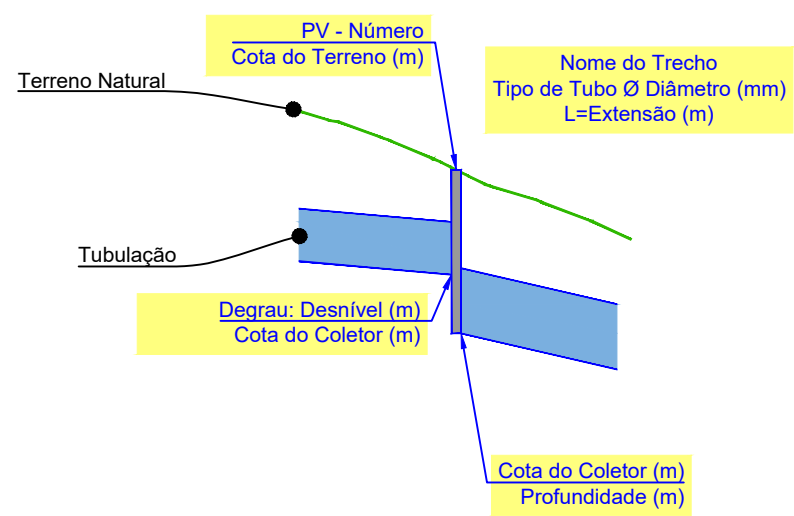 PV - Número
Cota do Terreno (m)
Nome do Trecho
Tipo de Tubo Ø Diâmetro (mm)
L=Extensão (m)
Terreno Natural
Tubulação
Degrau: Desnível (m)
Cota do Coletor (m)
Cota do Coletor (m)
Profundidade (m)